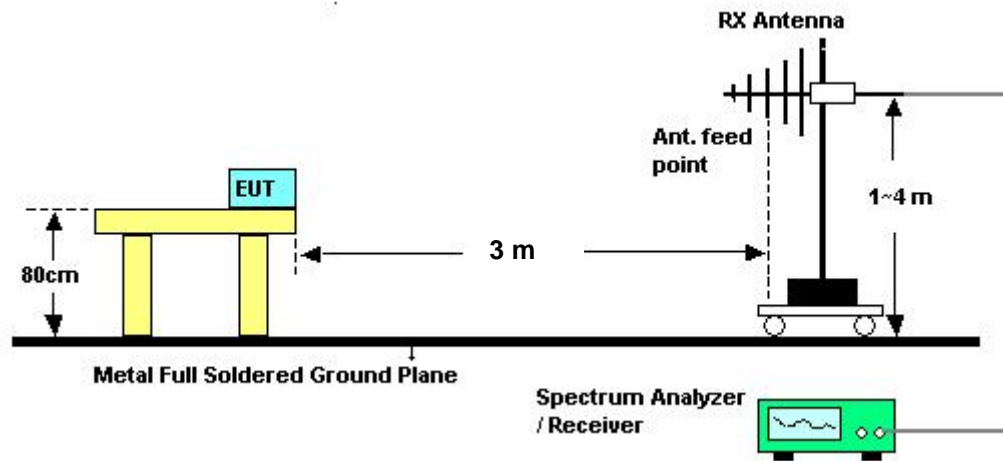 RX Antenna
Ant. feed
point
EUT
1~4 m
3 m
80cm
Metal Full Soldered Ground Plane
Spectrum Analyzer
/ Receiver